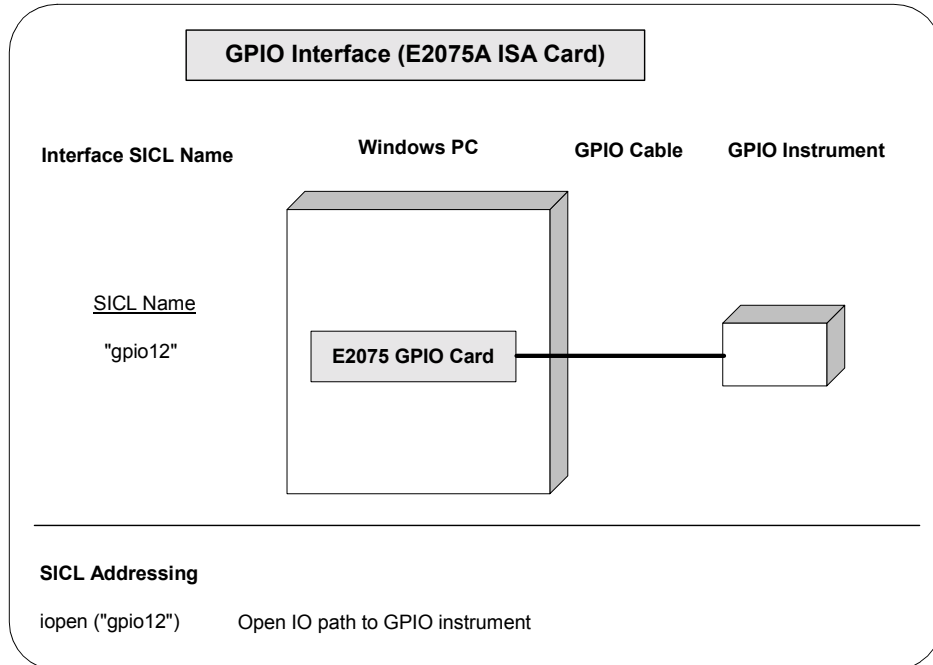 GPIO Interface (E2075A ISA Card)
Interface SICL Name
Windows PC
GPIO Cable
GPIO Instrument
SICL Name
"gpio12"
E2075 GPIO Card
SICL Addressing
iopen ("gpio12") Open IO path to GPIO instrument